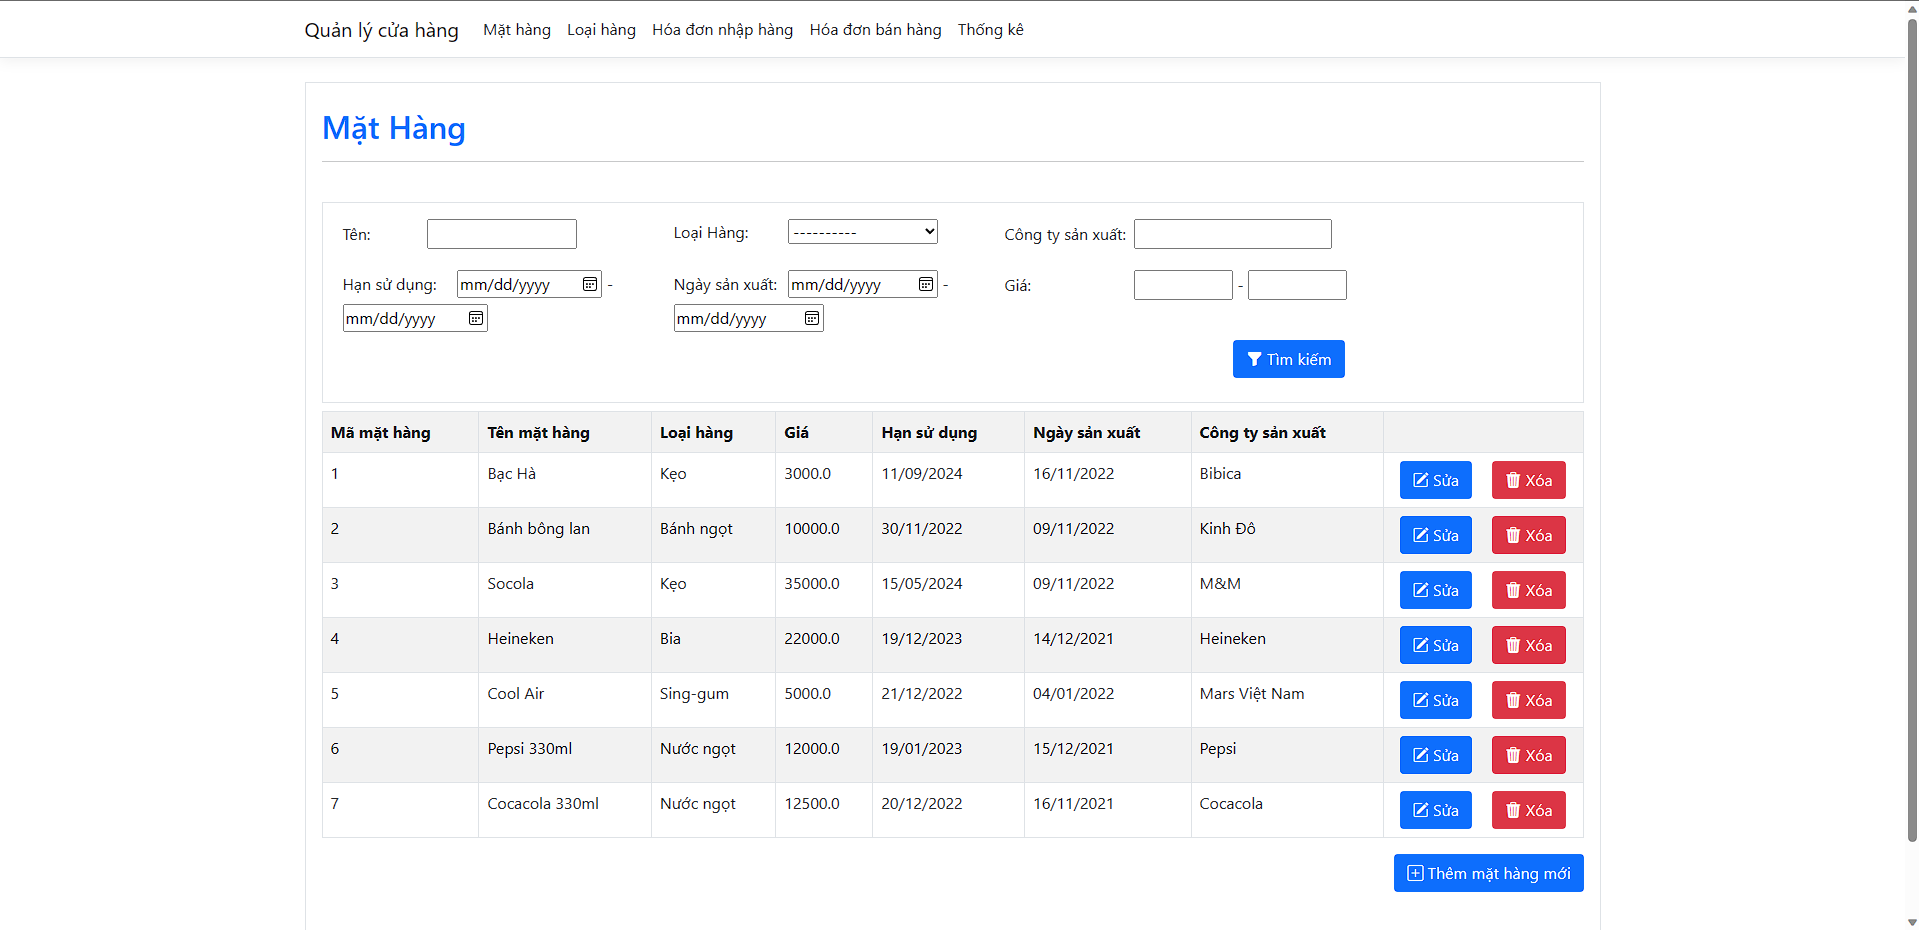 Quản lý cửa hàng Mặt hàng Loại hàng Hóa đơn nhập hàng Hóa đơn bán hàng Thống kê
Mặt Hàng
Tên: Loại Hàng: ---------- Công ty sản xuất:
Hạn sử dụng: mm/dd/yyyy - Ngày sản xuất: mm/dd/yyyy - Giá: -
mm/dd/yyyy mm/dd/yyyy
Tìm kiếm
Mã mặt hàng Tên mặt hàng Loại hàng Giá Hạn sử dụng Ngày sản xuất Công ty sản xuất
1 Bạc Hà Kẹo 3000.0 11/09/2024 16/11/2022 Bibica Sửa Xóa
2 Bánh bông lan Bánh ngọt 10000.0 30/11/2022 09/11/2022 Kinh Đô Sửa Xóa
3 Socola Kẹo 35000.0 15/05/2024 09/11/2022 M&M Sửa Xóa
4 Heineken Bia 22000.0 19/12/2023 14/12/2021 Heineken Sửa Xóa
5 Cool Air Sing-gum 5000.0 21/12/2022 04/01/2022 Mars Việt Nam Sửa Xóa
6 Pepsi 330ml Nước ngọt 12000.0 19/01/2023 15/12/2021 Pepsi Sửa Xóa
7 Cocacola 330ml Nước ngọt 12500.0 20/12/2022 16/11/2021 Cocacola Sửa Xóa
Thêm mặt hàng mới